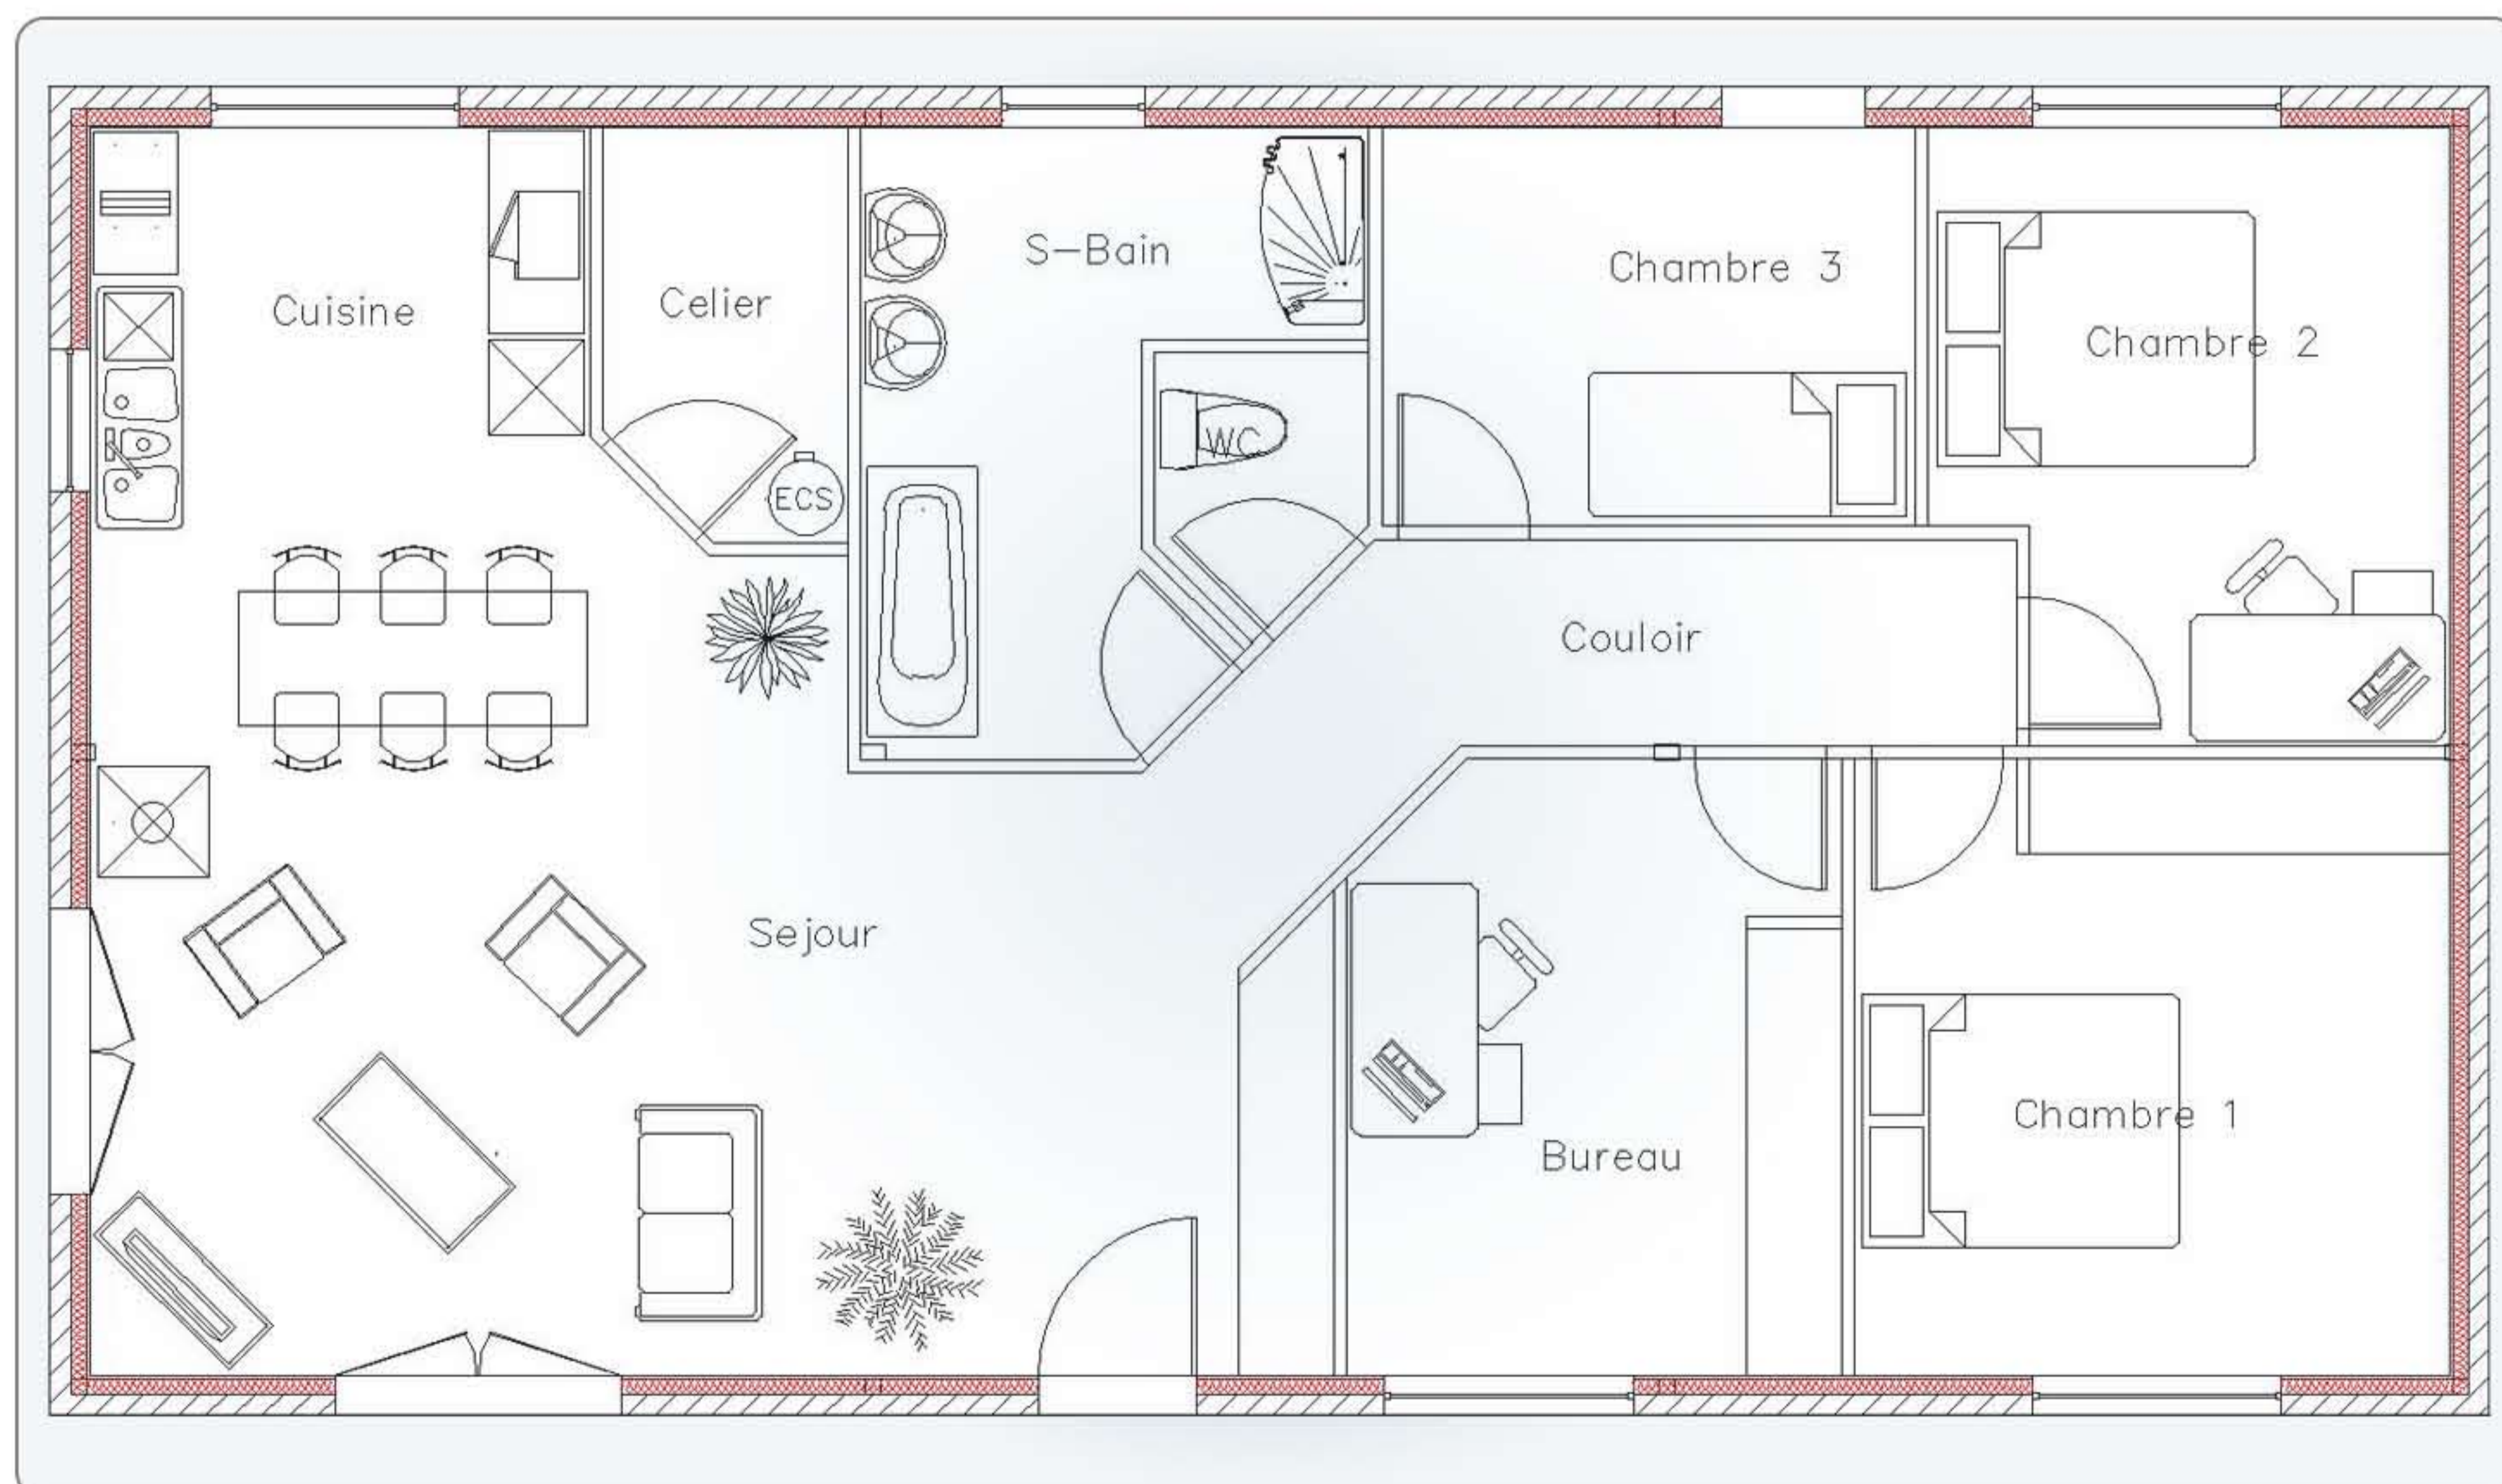 S-Bain
Chambre 3
Cuisine
Celier
Chambre 2
WC
ECS
Couloir
Sejour
Chambre 1
Bureau